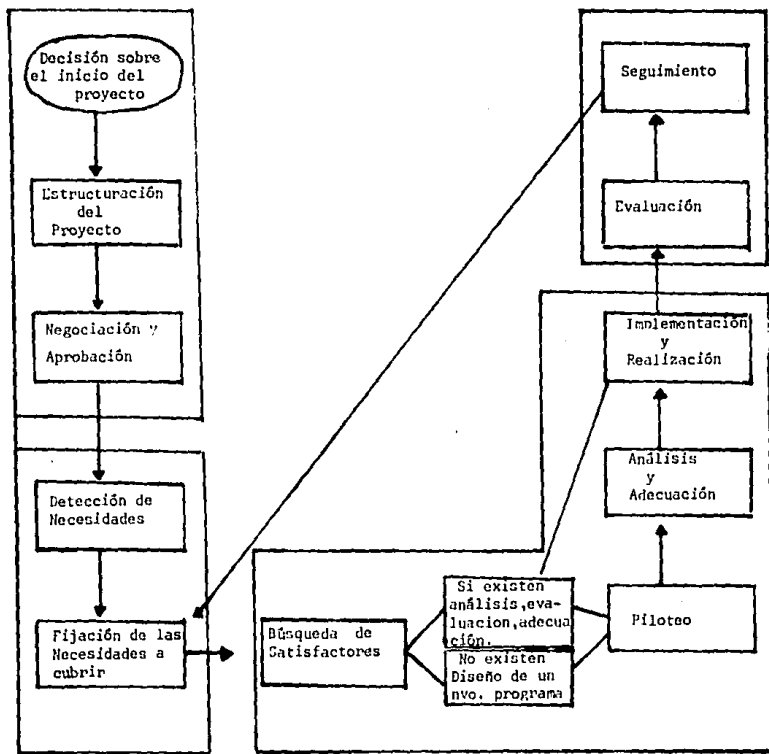 Decisión sobre
el inicio del
proyecto
Estructuración
del
Proyecto
Negociación y
Aprobación
Detección de
Necesidades
Fijación de las
Necesidades a
cubrir
Búsqueda de
Satisfactores
Si existen
análisis,eva-
luacion,adecua
ción.
No existen
Diseño de un
nvo. programa
Piloteo
Análisis
y
Adecuación
Implementación
y
Realización
Evaluación
Seguimiento